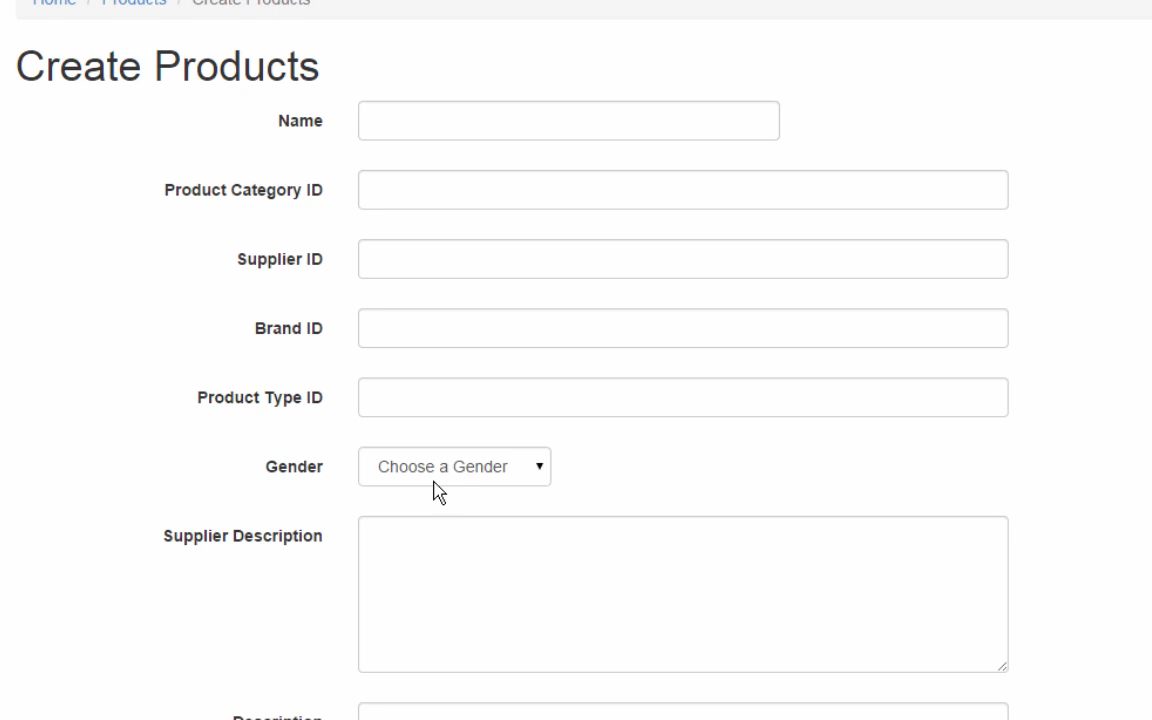 Home / Products / Create Products
Create Products
Name
Product Category ID
Supplier ID
Brand ID
Product Type ID
Gender
Choose a Gender
Supplier Description
Description